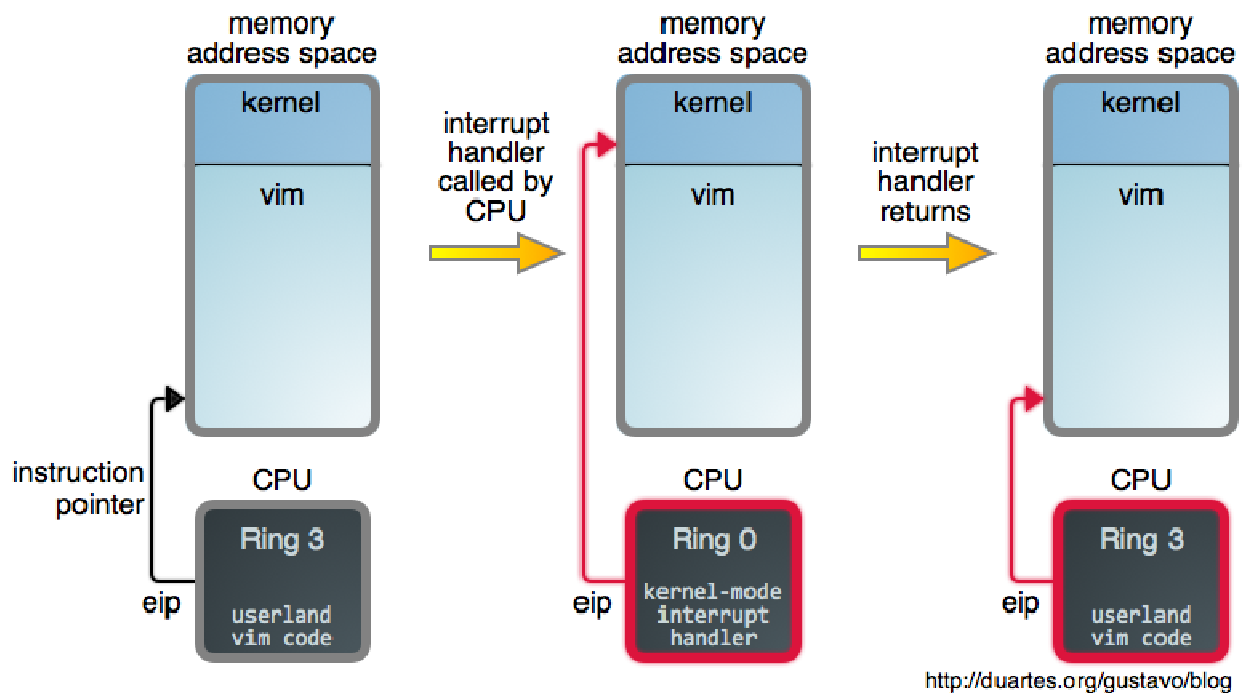 memory
address space
kernel
vim
instruction
pointer
eip
CPU
Ring 3
userland
vim code
interrupt
handler
called by
CPU
memory
address space
kernel
vim
eip
CPU
Ring 0
kernel-mode
interrupt
handler
interrupt
handler
returns
memory
address space
kernel
vim
eip
CPU
Ring 3
userland
vim code
http://duartes.org/gustavo/blog